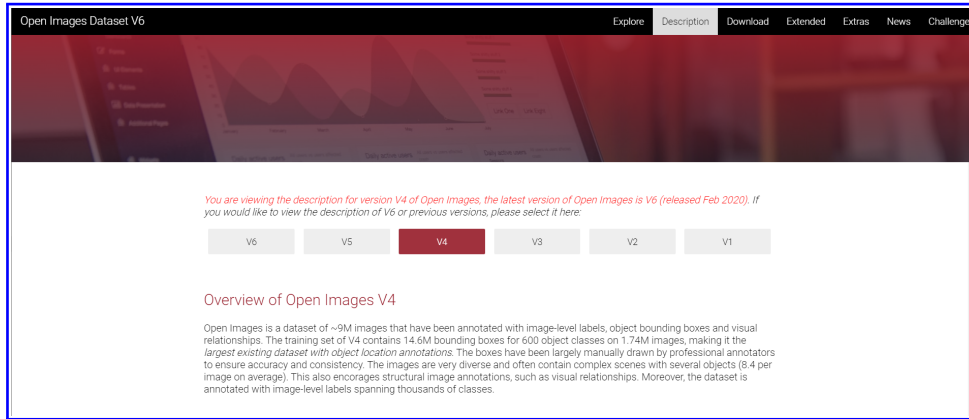 Open Images Dataset V6
Explore Description Download Extended Extras News Challenge
You are viewing the description for version V4 of Open Images, the latest version of Open Images is V6 (released Feb 2020). If
you would like to view the description of V6 or previous versions, please select it here:
V6 V5 V4 V3 V2 V1
Overview of Open Images V4
Open Images is a dataset of ~9M images that have been annotated with image-level labels, object bounding boxes and visual
relationships. The training set of V4 contains 14.6M bounding boxes for 600 object classes on 1.74M images, making it the
largest existing dataset with object location annotations. The boxes have been largely manually drawn by professional annotators
to ensure accuracy and consistency. The images are very diverse and often contain complex scenes with several objects (8.4 per
image on average). This also encorages structural image annotations, such as visual relationships. Moreover, the dataset is
annotated with image-level labels spanning thousands of classes.